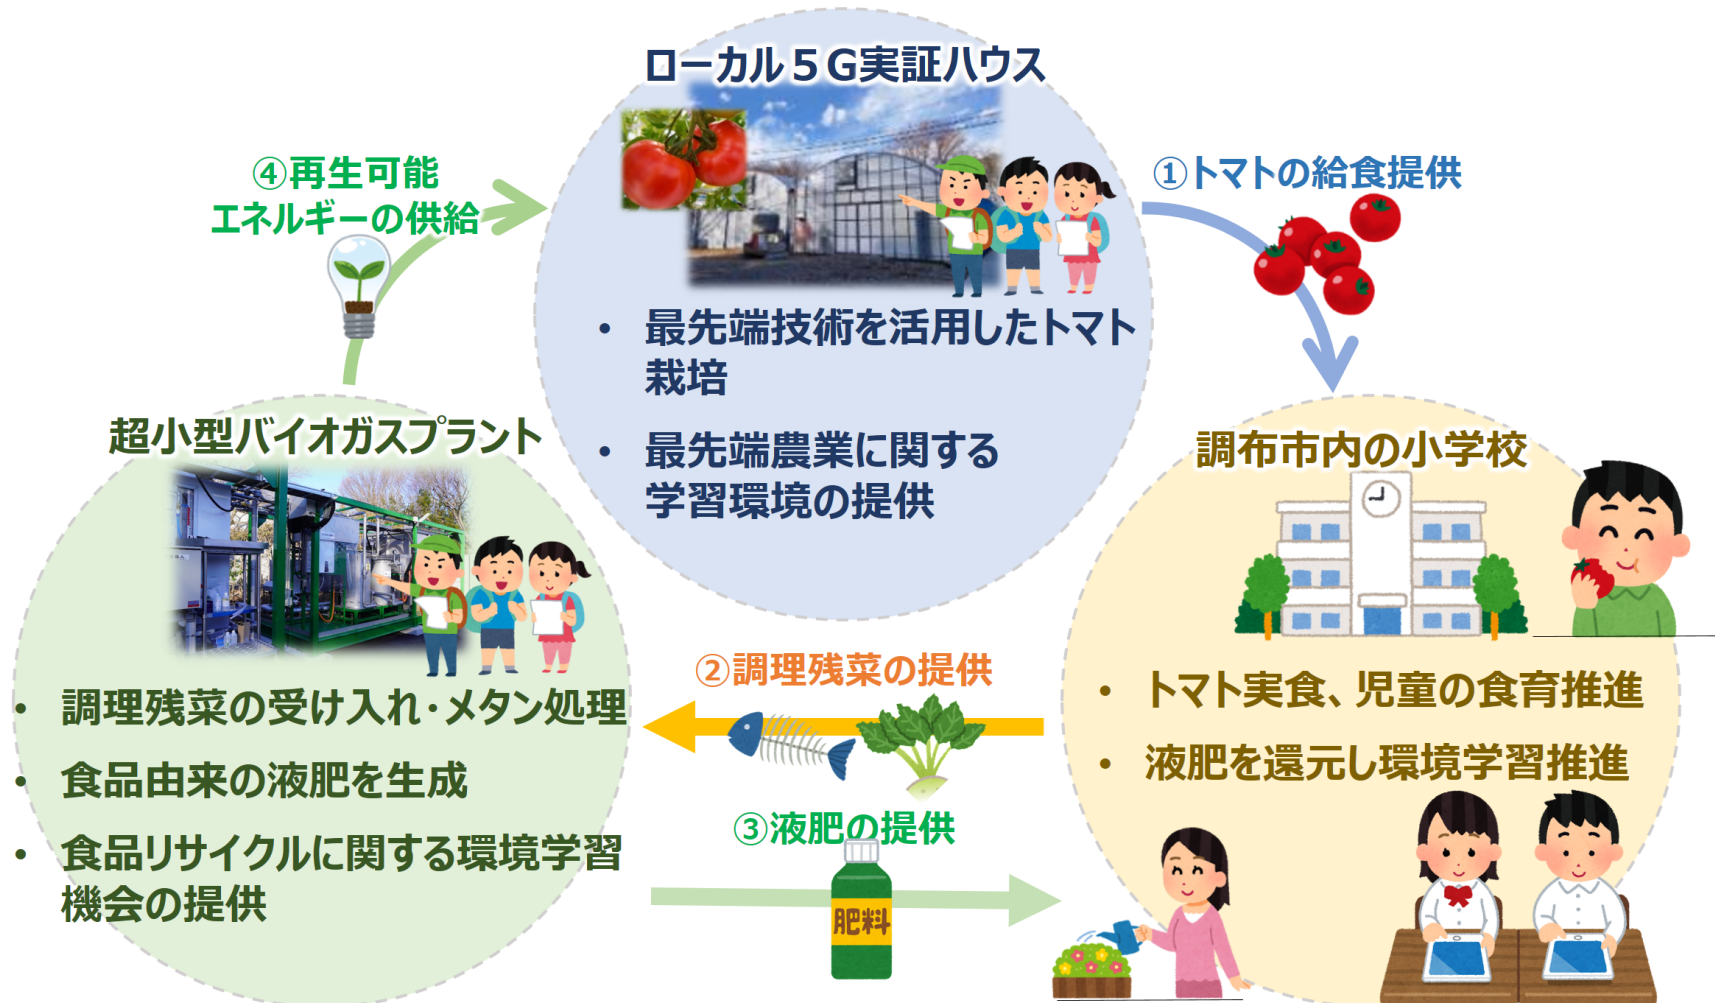 ローカル５G実証ハウス
④再生可能
エネルギーの供給
①トマトの給食提供
• 最先端技術を活用したトマト
栽培
• 最先端農業に関する
学習環境の提供
超小型バイオガスプラント
調布市内の小学校
②調理残菜の提供
• 調理残菜の受け入れ・メタン処理
• 食品由来の液肥を生成
• 食品リサイクルに関する環境学習
機会の提供
• トマト実食、児童の食育推進
• 液肥を還元し環境学習推進
③液肥の提供
肥料